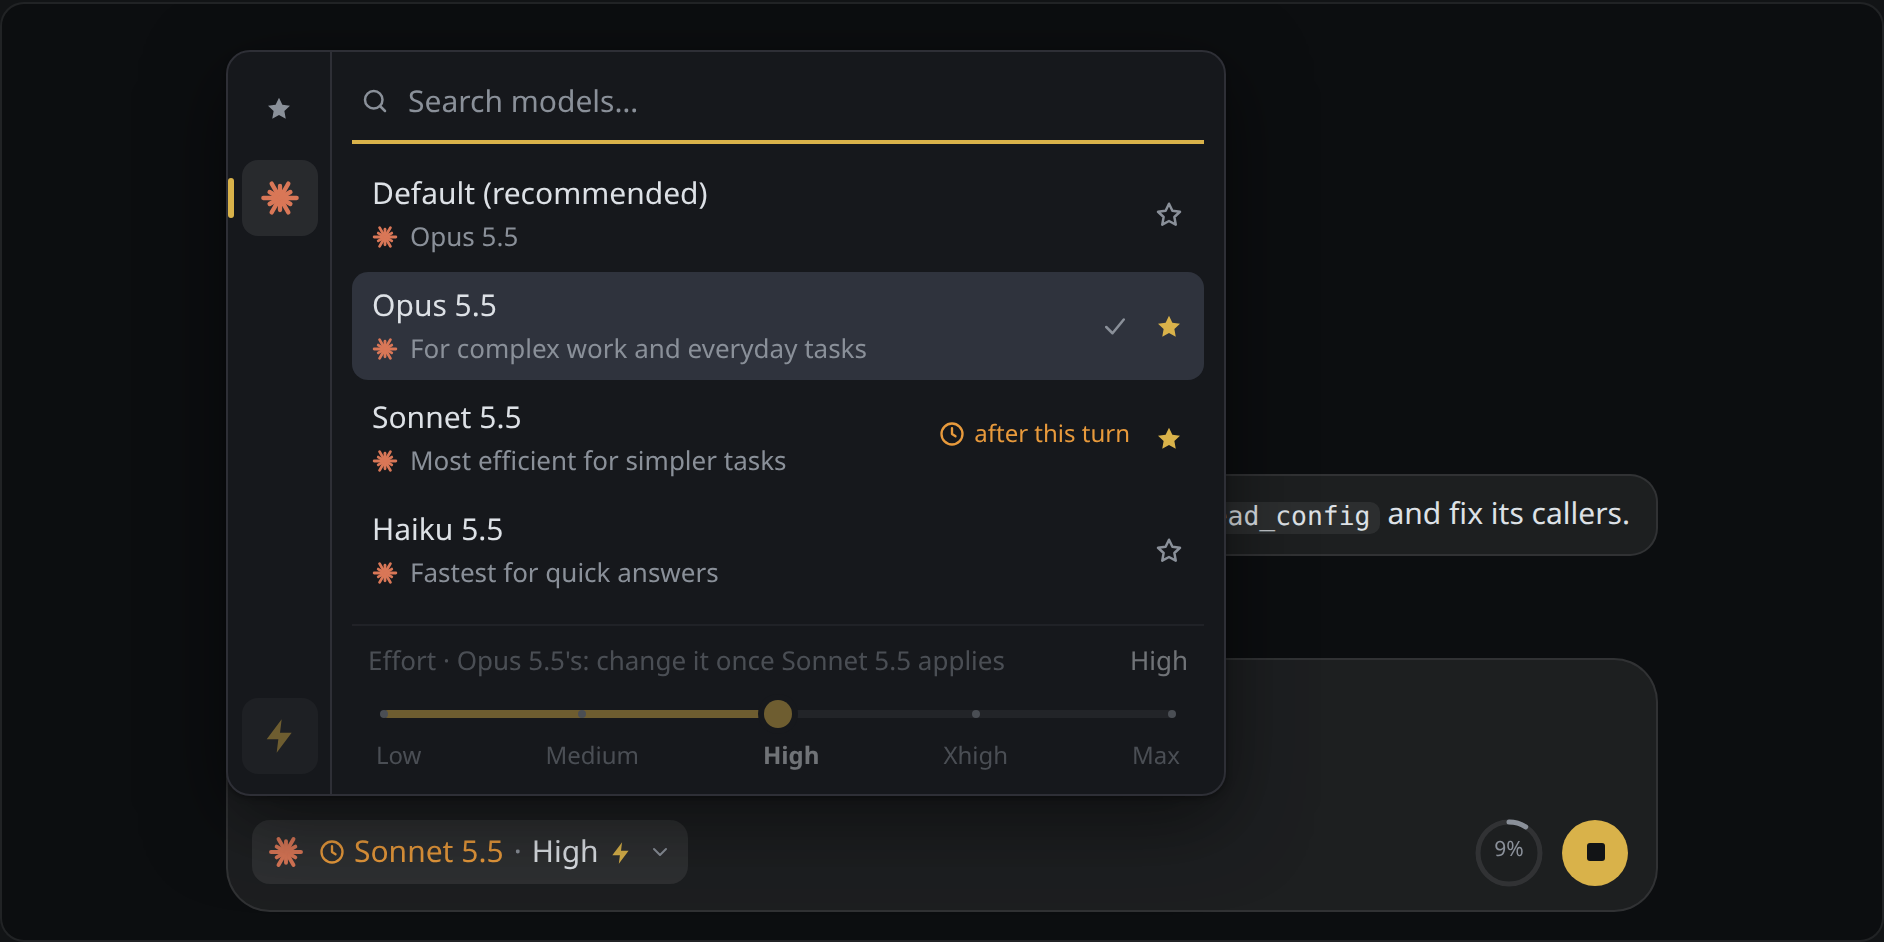 Search models...
Default (recommended)
Opus 5.5
Opus 5.5
For complex work and everyday tasks
Sonnet 5.5
after this turn
Most efficient for simpler tasks
Haiku 5.5
Fastest for quick answers
ad_config and fix its callers.
Effort · Opus 5.5's: change it once Sonnet 5.5 applies
High
Low
Medium
High
Xhigh
Max
Sonnet 5.5 · High
9%